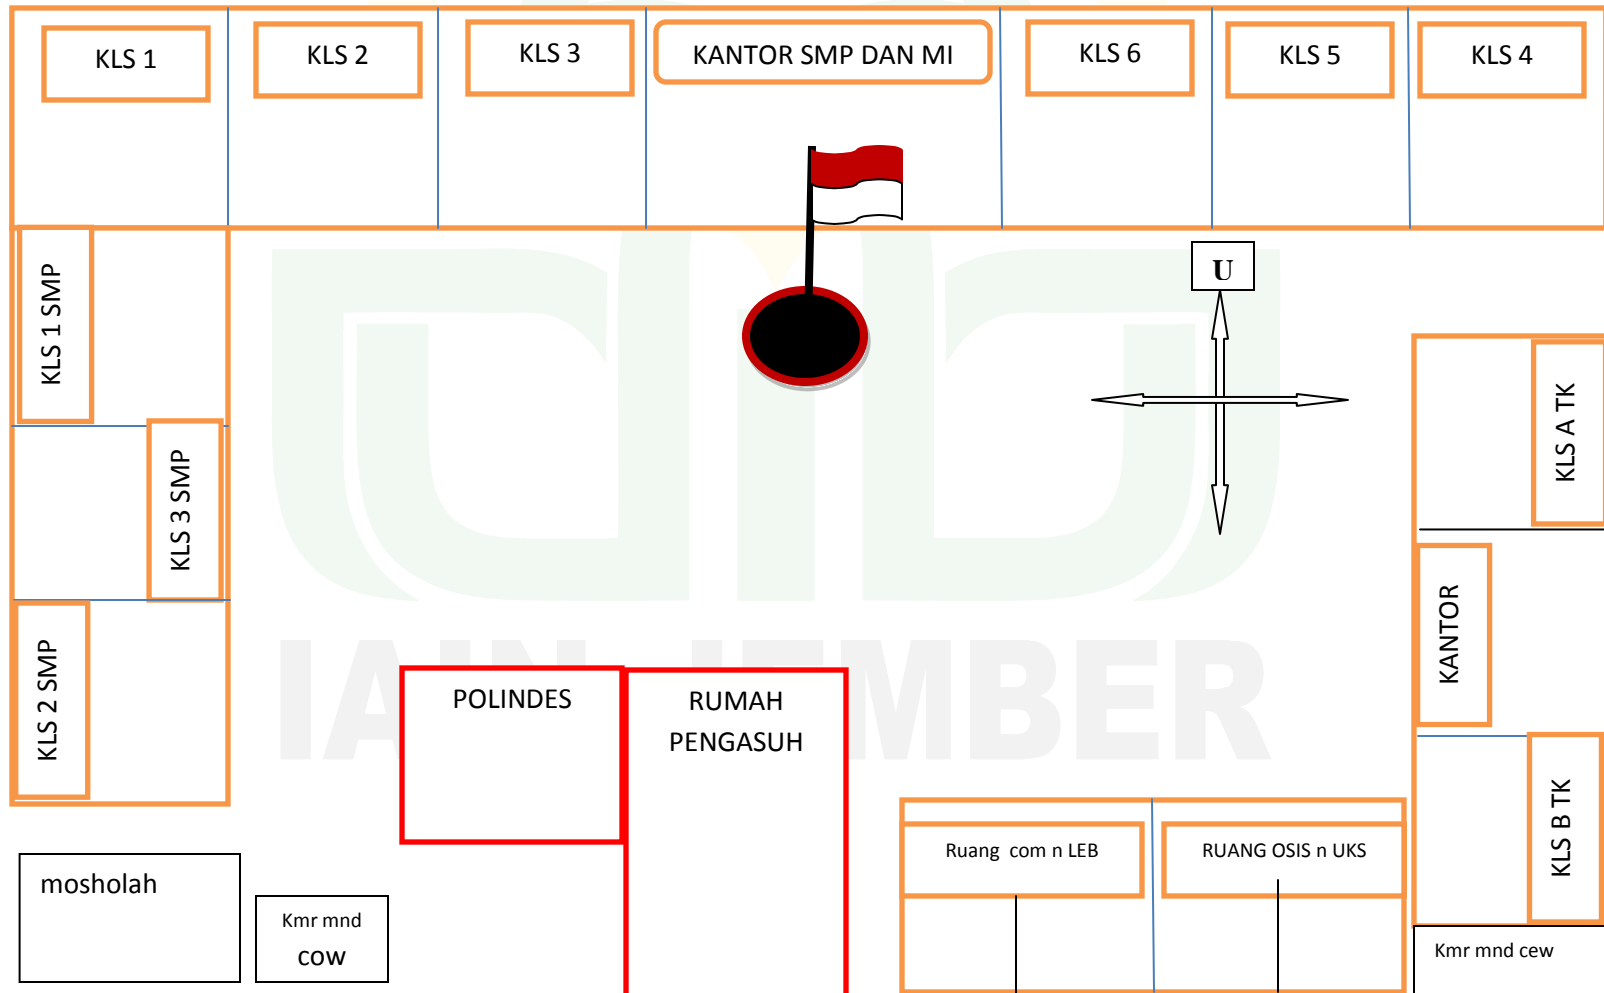 KLS 1
KLS 2
KLS 3
KANTOR SMP DAN MI
KLS 6
KLS 5
KLS 4
U
KLS 1 SMP
KLS 3 SMP
KLS 2 SMP
KLS A TK
KANTOR
KLS B TK
POLINDES
RUMAH
PENGASUH
Ruang com n LEB
RUANG OSIS n UKS
mosholah
Kmr mnd
cow
Kmr mnd cew
IAIN JEMBER